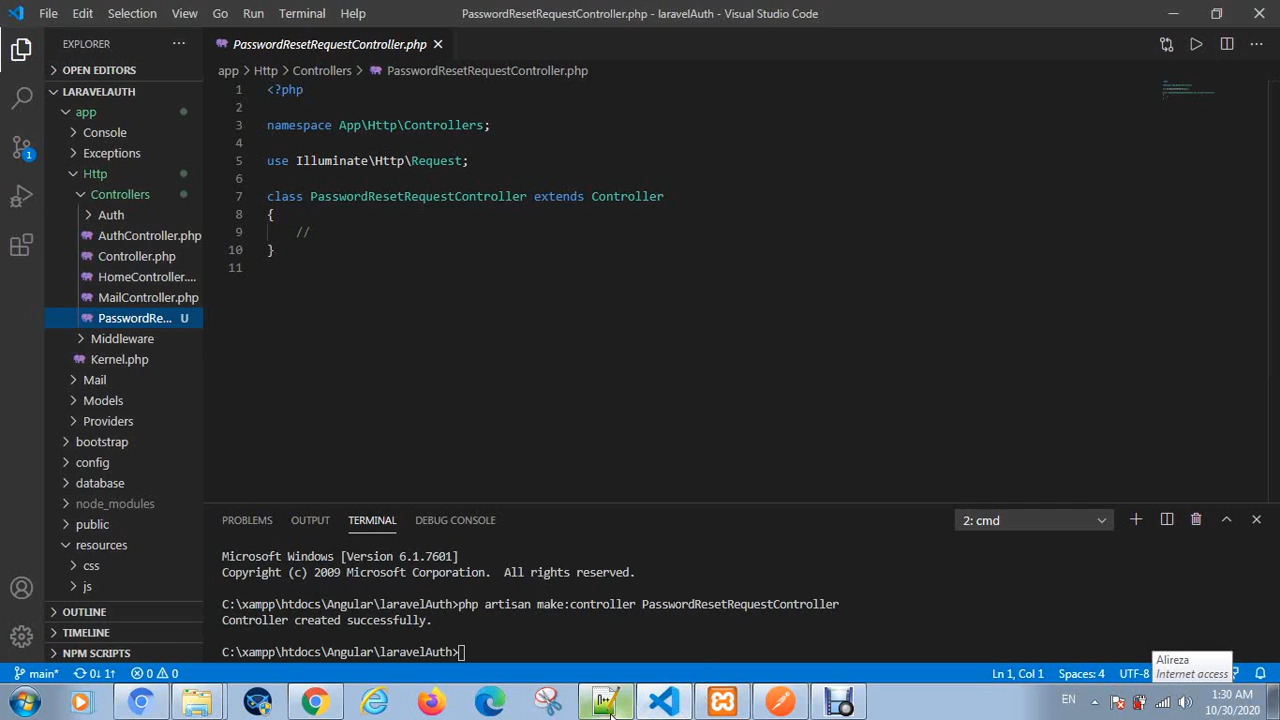 File Edit Selection View Go Run Terminal Help
PasswordResetRequestController.php - laravelAuth - Visual Studio Code
EXPLORER
OPEN EDITORS
LARAVELAUTH
app
Console
Exceptions
Http
Controllers
Auth
AuthController.php
Controller.php
HomeController....
MailController.php
PasswordRe... U
Middleware
Kernel.php
Mail
Models
Providers
bootstrap
config
database
node_modules
public
resources
css
js
OUTLINE
TIMELINE
NPM SCRIPTS
1
PasswordResetRequestController.php
app > Http > Controllers > PasswordResetRequestController.php
1 <?php
2
3 namespace App\Http\Controllers;
4
5 use Illuminate\Http\Request;
6
7 class PasswordResetRequestController extends Controller
8 {
9 //
10 }
11
PROBLEMS OUTPUT TERMINAL DEBUG CONSOLE 2: cmd
Microsoft Windows [Version 6.1.7601]
Copyright (c) 2009 Microsoft Corporation. All rights reserved.
C:\xampp\htdocs\Angular\laravelAuth>php artisan make:controller PasswordResetRequestController
Controller created successfully.
C:\xampp\htdocs\Angular\laravelAuth>
Alireza
Internet access
main* 0↓ 1↑ 0 0 Ln 1, Col 1 Spaces: 4 UTF-8
EN 1:30 AM
10/30/2020